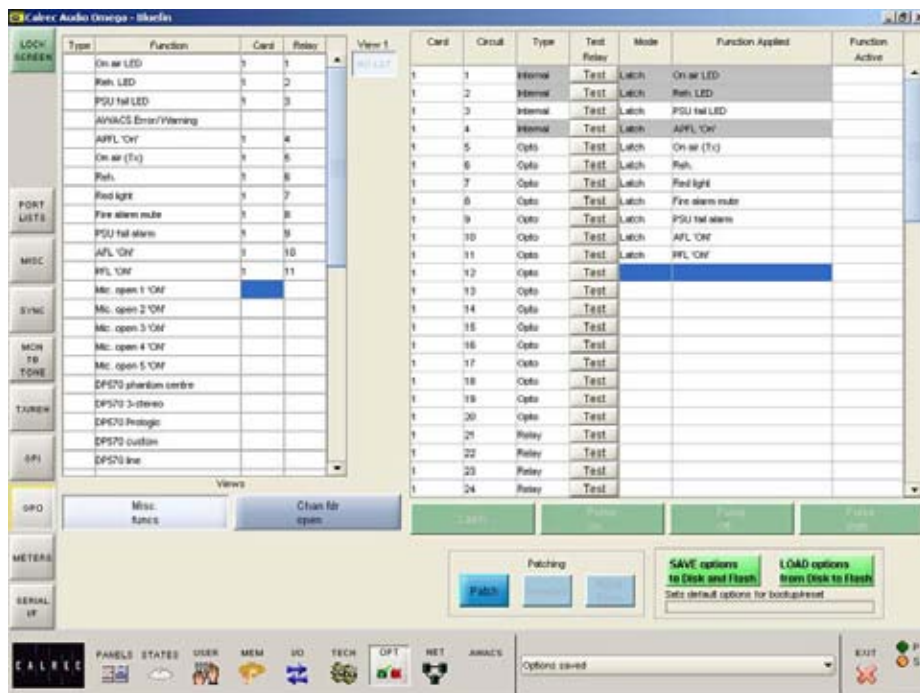 Calrec Audio Omega - Bluefin
LOCK SCREEN
PORT LISTS
MISC
SYNC
MON TO TONE
TX/REH
GPI
GPO
METERS
SERIAL I/F
Type Function Card Relay
On air LED 1 1
Reh. LED 1 2
PSU fail LED 1 3
AWACS Error/Warning
APFL 'On' 1 4
On air (Tx) 1 5
Reh. 1 6
Red light 1 7
Fire alarm mute 1 8
PSU fail alarm 1 9
AFL 'ON' 1 10
PFL 'ON' 1 11
Mic. open 1 'ON'
Mic. open 2 'ON'
Mic. open 3 'ON'
Mic. open 4 'ON'
Mic. open 5 'ON'
DP570 phantom centre
DP570 3-stereo
DP570 Prologic
DP570 custom
DP570 line
View 1
Views
Misc. funcs
Chan fdr open
Card Circuit Type Test Relay Mode Function Applied Function Active
1 1 Internal Test Latch On air LED
1 2 Internal Test Latch Reh. LED
1 3 Internal Test Latch PSU fail LED
1 4 Internal Test Latch APFL 'On'
1 5 Opto Test Latch On air (Tx)
1 6 Opto Test Latch Reh.
1 7 Opto Test Latch Red light
1 8 Opto Test Latch Fire alarm mute
1 9 Opto Test Latch PSU fail alarm
1 10 Opto Test Latch AFL 'ON'
1 11 Opto Test Latch PFL 'ON'
1 12 Opto Test
1 13 Opto Test
1 14 Opto Test
1 15 Opto Test
1 16 Opto Test
1 17 Opto Test
1 18 Opto Test
1 19 Opto Test
1 20 Opto Test
1 21 Relay Test
1 22 Relay Test
1 23 Relay Test
1 24 Relay Test
Latch
Pulse on
Pulse off
Patching
Patch
SAVE options to Disk and Flash
LOAD options from Disk to Flash
Sets default options for bootup/reset
CALREC
PANELS STATES USER MEM I/O TECH OPT NET AWACS
Options saved
EXIT
P
S